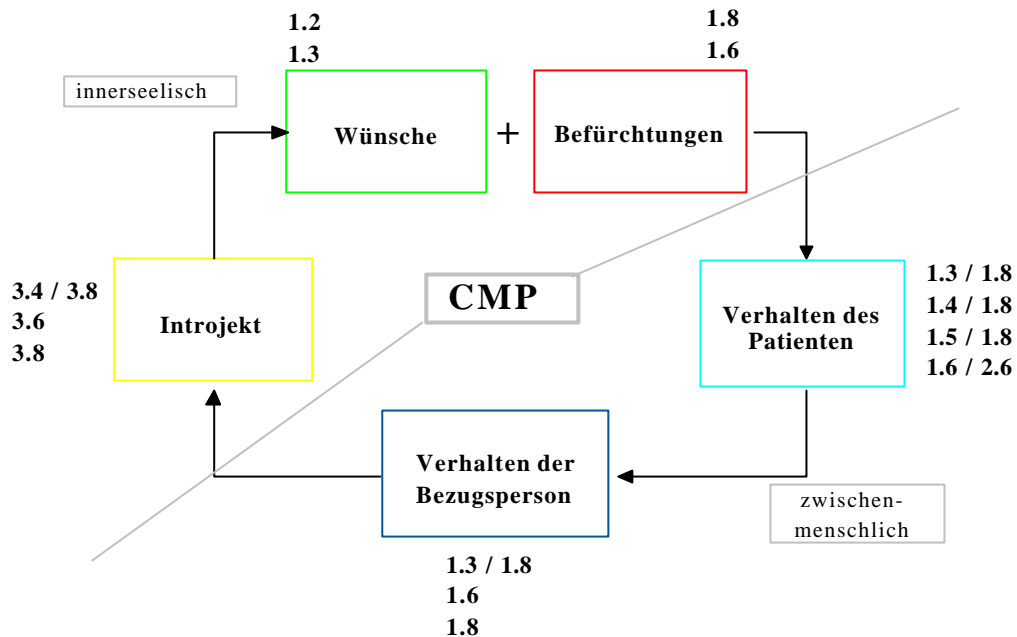 1.2
1.3
1.8
1.6
innerseelisch
Wünsche
+
Befürchtungen
3.4 / 3.8
3.6
3.8
Introjekt
CMP
Verhalten des
Patienten
1.3 / 1.8
1.4 / 1.8
1.5 / 1.8
1.6 / 2.6
Verhalten der
Bezugsperson
zwischen-
menschlich
1.3 / 1.8
1.6
1.8